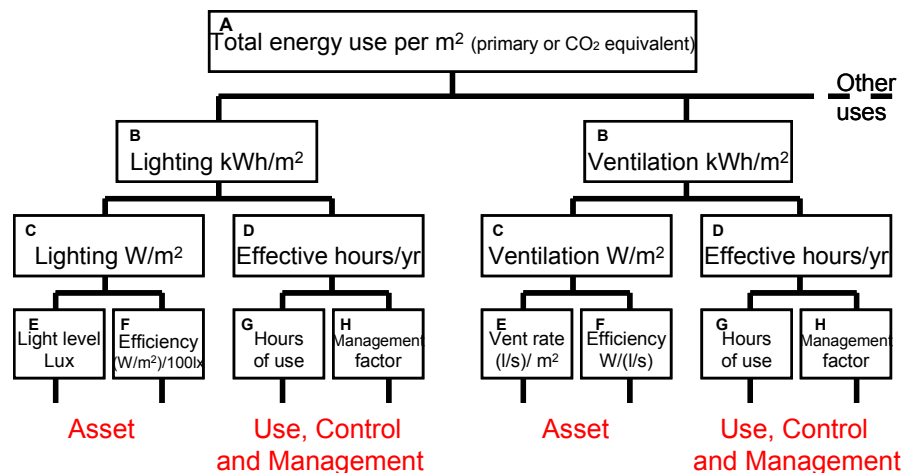 A
Total energy use per m² (primary or CO₂ equivalent)
Other
uses
B
Lighting kWh/m²
B
Ventilation kWh/m²
C
Lighting W/m²
D
Effective hours/yr
C
Ventilation W/m²
D
Effective hours/yr
E
Light level
Lux
F
Efficiency
(W/m²)/100lx
G
Hours
of use
H
Management
factor
E
Vent rate
(l/s)/ m²
F
Efficiency
W/(l/s)
G
Hours
of use
H
Management
factor
Asset
Use, Control
and Management
Asset
Use, Control
and Management